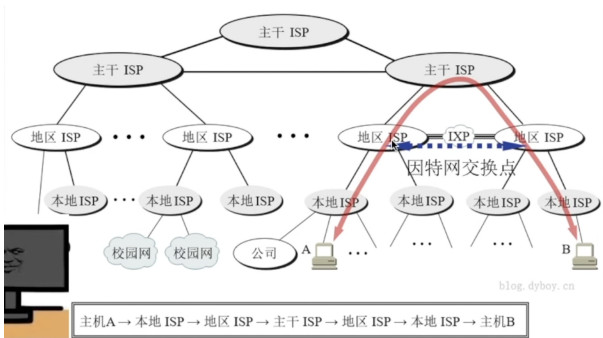 主干 ISP
主干 ISP
主干 ISP
地区 ISP
地区 ISP
地区 ISP
IXP
地区 ISP
因特网交换点
本地 ISP
本地 ISP
本地 ISP
本地 ISP
本地 ISP
本地 ISP
本地 ISP
校园网
校园网
公司
A
B
blog.dyboy.cn
主机A → 本地 ISP → 地区 ISP → 主干 ISP → 地区 ISP → 本地 ISP → 主机B